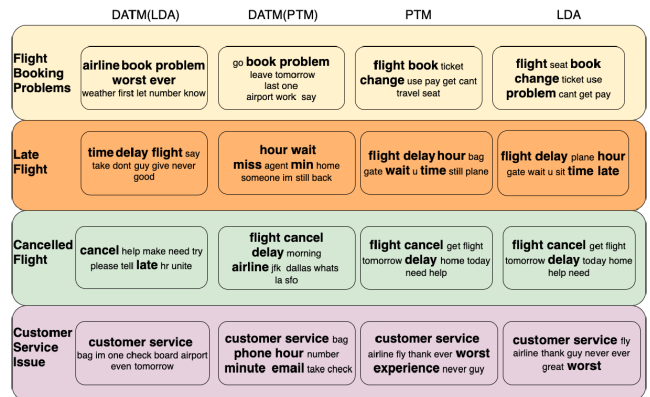 DATM(LDA) DATM(PTM) PTM LDA
Flight
Booking
Problems
airline book problem
worst ever
weather first let number know
go book problem
leave tomorrow
last one
airport work say
flight book ticket
change use pay get cant
travel seat
flight seat book
change ticket use
problem cant get pay
Late
Flight
time delay flight say
take dont guy give never
good
hour wait
miss agent min home
someone im still back
flight delay hour bag
gate wait u time still plane
flight delay plane hour
gate wait u sit time late
Cancelled
Flight
cancel help make need try
please tell late hr unite
flight cancel
delay morning
airline jfk dallas whats
la sfo
flight cancel get flight
tomorrow delay home today
need help
flight cancel get flight
tomorrow delay today home
help need
Customer
Service
Issue
customer service
bag im one check board airport
even tomorrow
customer service bag
phone hour number
minute email take check
customer service
airline fly thank ever worst
experience never guy
customer service fly
airline thank guy never ever
great worst